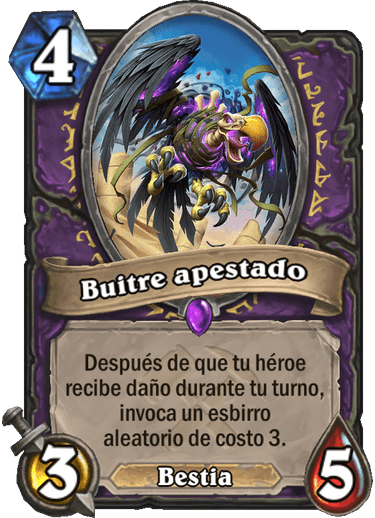 4
Buitre apestado
Después de que tu héroe
recibe daño durante tu turno,
invoca un esbirro
aleatorio de costo 3.
3
Bestia
5